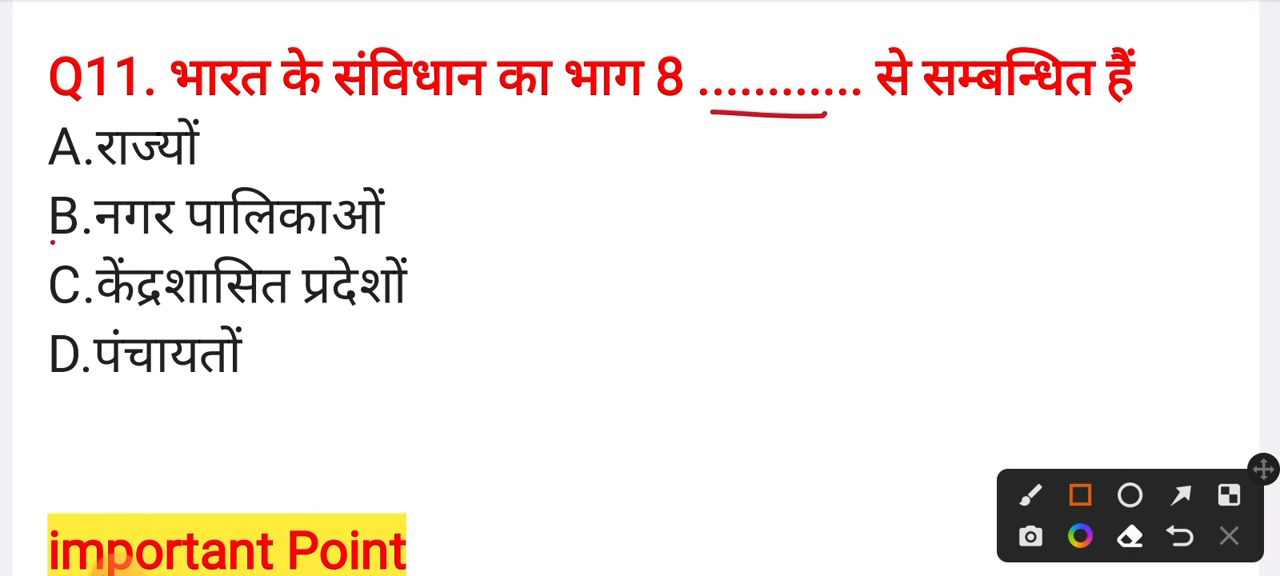 Q11. भारत के संविधान का भाग 8 ............ से सम्बन्धित हैं
A.राज्यों
B.नगर पालिकाओं
C.केंद्रशासित प्रदेशों
D.पंचायतों
important Point